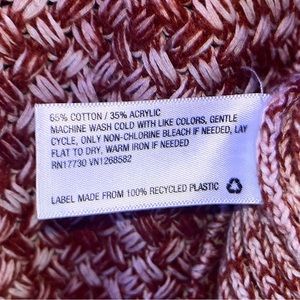 65% COTTON / 35% ACRYLIC
MACHINE WASH COLD WITH LIKE COLORS, GENTLE
CYCLE, ONLY NON-CHLORINE BLEACH IF NEEDED, LAY
FLAT TO DRY, WARM IRON IF NEEDED
RN17730 VN1268582
LABEL MADE FROM 100% RECYCLED PLASTIC